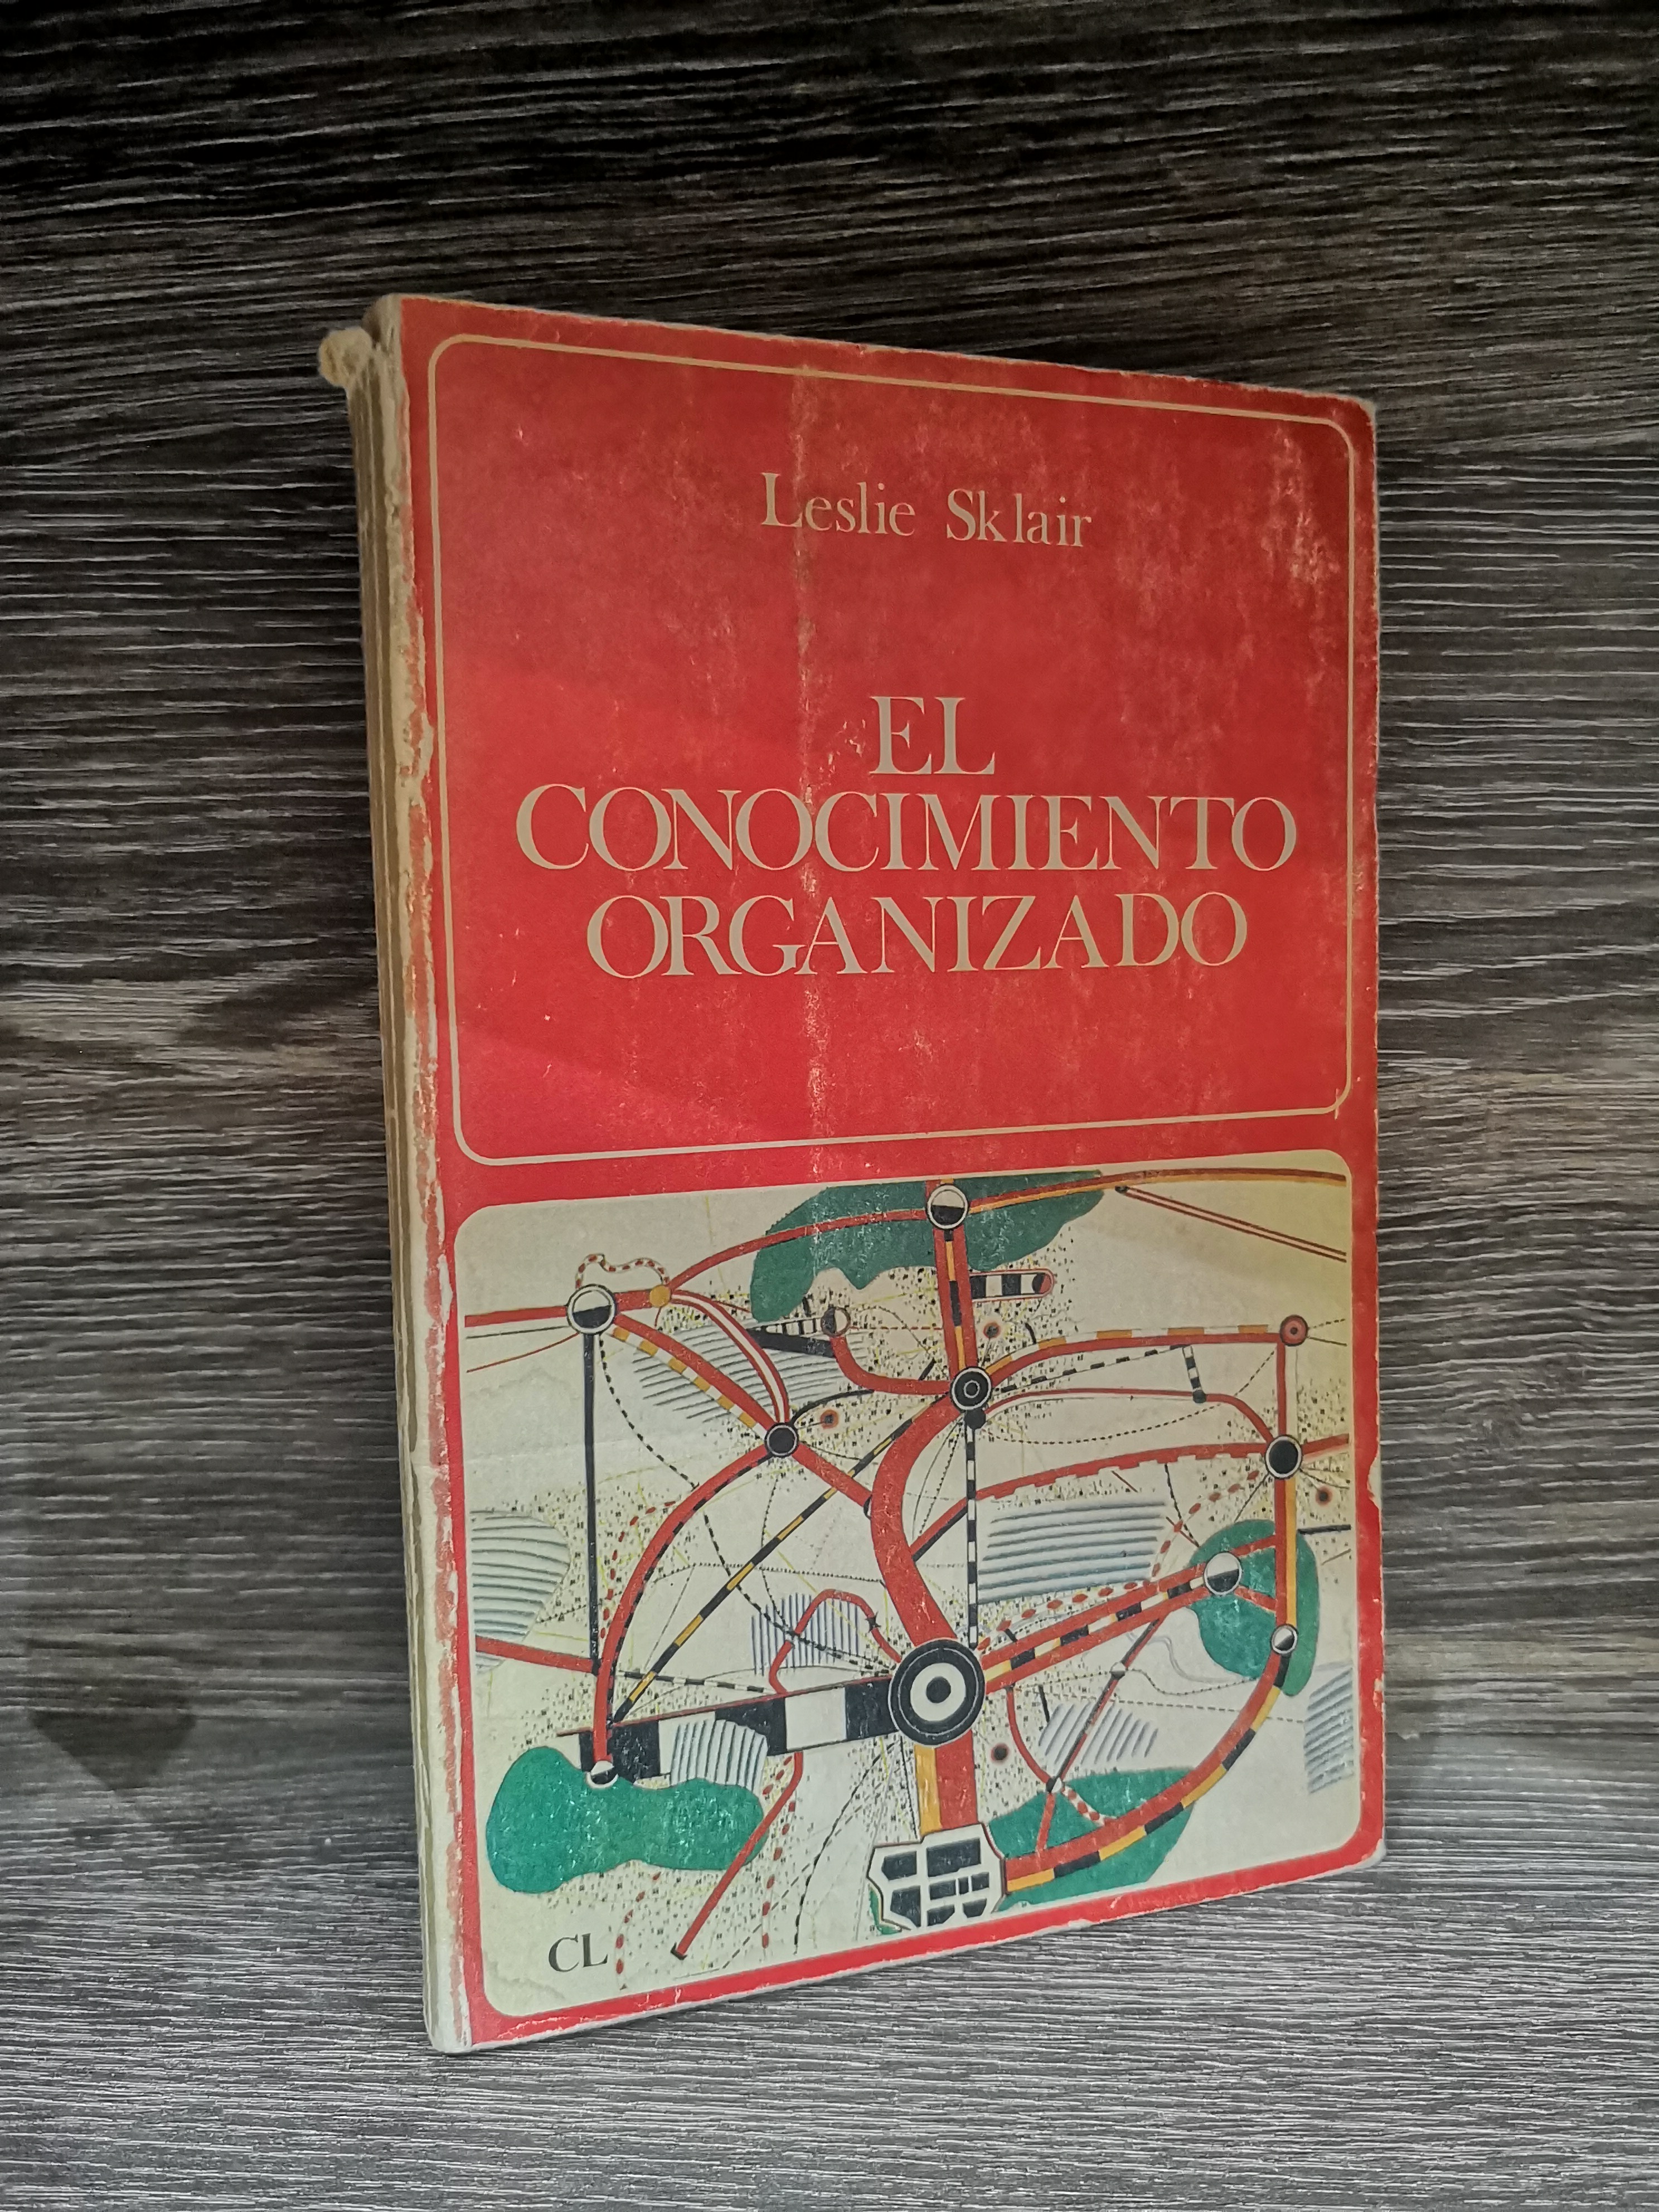 Leslie Sklair
EL
CONOCIMIENTO
ORGANIZADO
CL